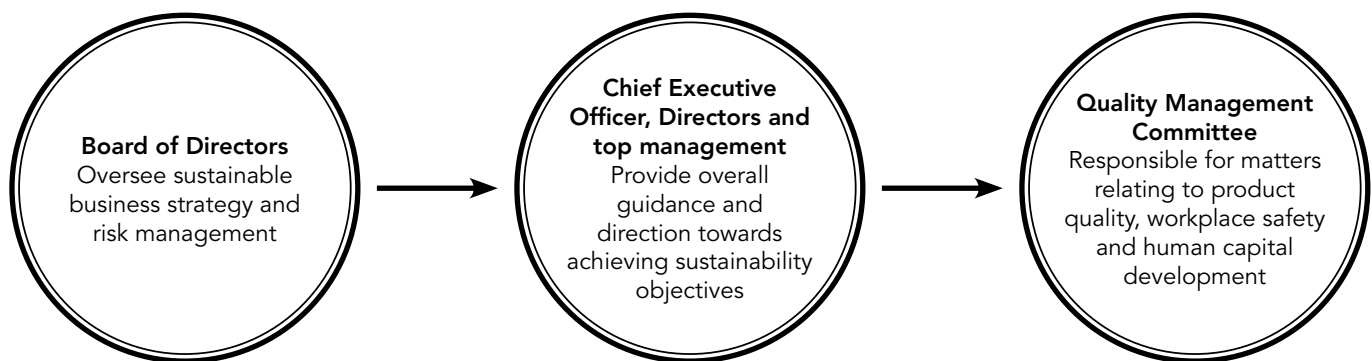 Board of Directors
Oversee sustainable
business strategy and
risk management
Chief Executive
Officer, Directors and
top management
Provide overall
guidance and
direction towards
achieving sustainability
objectives
Quality Management
Committee
Responsible for matters
relating to product
quality, workplace safety
and human capital
development